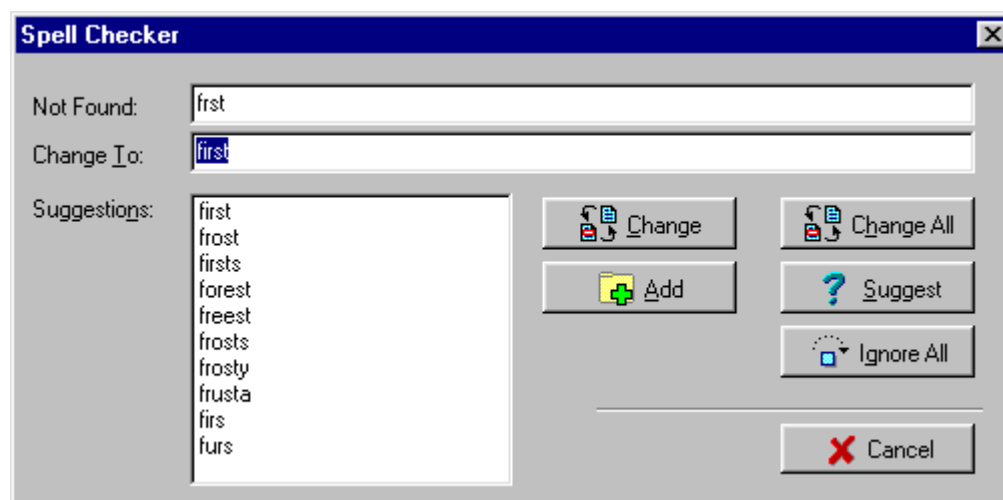 Spell Checker
Not Found: frst
Change To: first
Suggestions:
first
frost
firsts
forest
freest
frosts
frosty
frusta
firs
furs
Change
Change All
Add
Suggest
Ignore All
Cancel